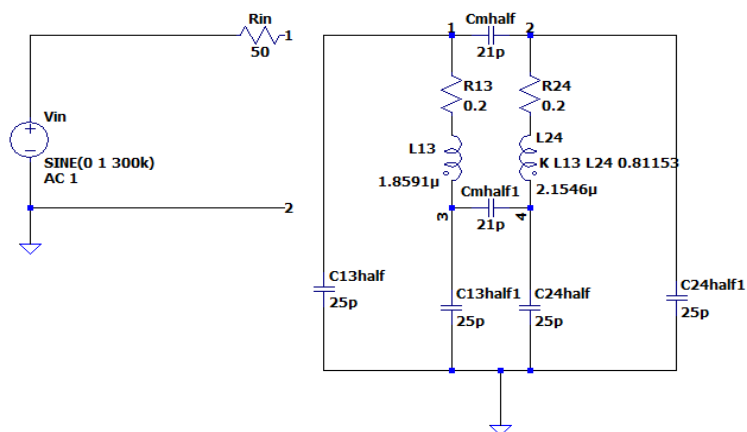 Rin
1
50
Vin
SINE(0 1 300k)
AC 1
2
Cmhalf
1
2
21p
R13
0.2
R24
0.2
L13
1.8591µ
L24
K L13 L24 0.81153
2.1546µ
Cmhalf1
3
4
21p
C13half
25p
C13half1
25p
C24half
25p
C24half1
25p